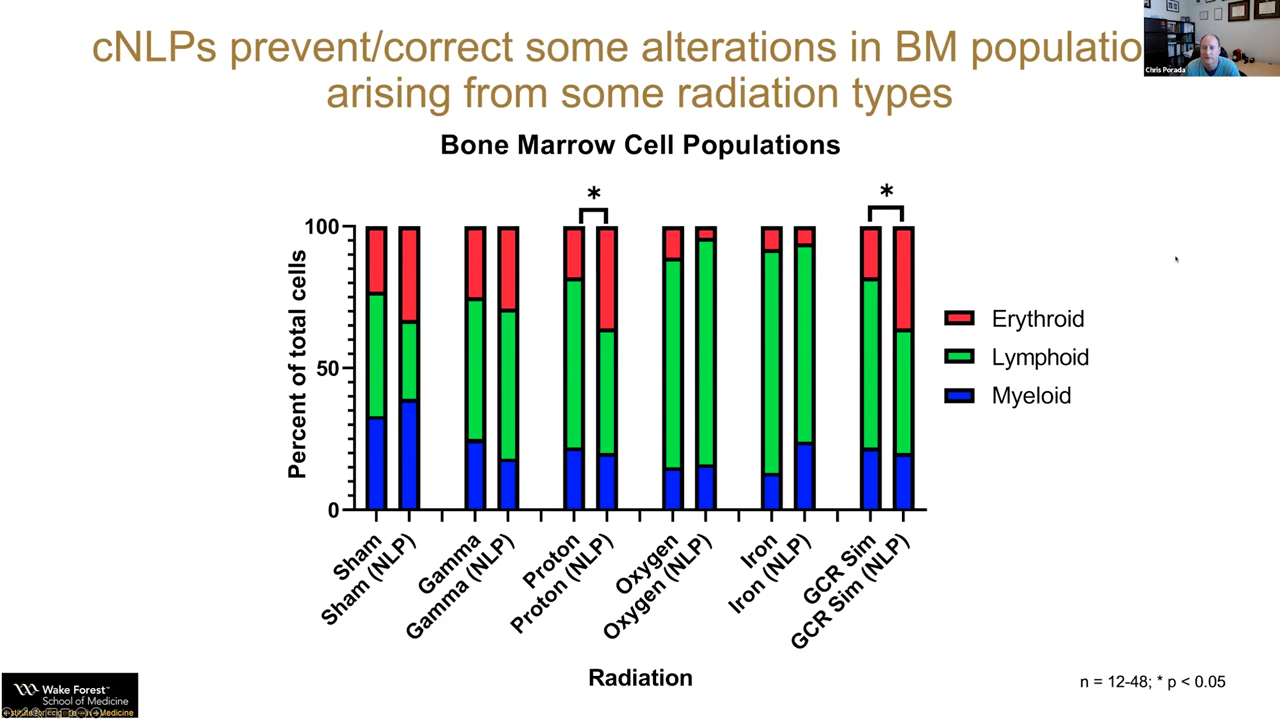 cNLPs prevent/correct some alterations in BM populatio
arising from some radiation types
Chris Porada
Bone Marrow Cell Populations
*
*
100
50
0
Percent of total cells
Erythroid
Lymphoid
Myeloid
Sham
Sham (NLP)
Gamma
Gamma (NLP)
Proton
Proton (NLP)
Oxygen
Oxygen (NLP)
Iron
Iron (NLP)
GCR Sim
GCR Sim (NLP)
Radiation
n = 12-48; * p < 0.05
Wake Forest™
School of Medicine
Medicine